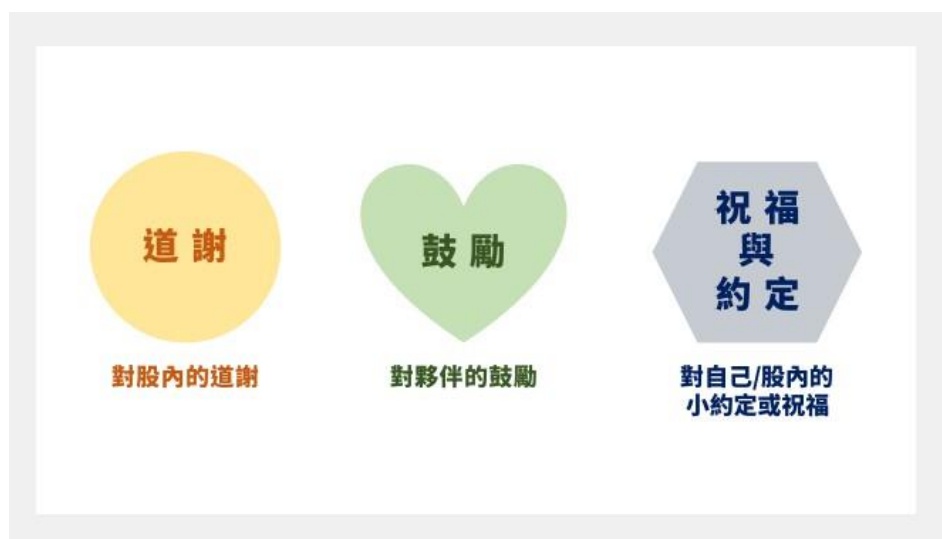 道謝
對股內的道謝
鼓勵
對夥伴的鼓勵
祝福
與
約定
對自己/股內的
小約定或祝福